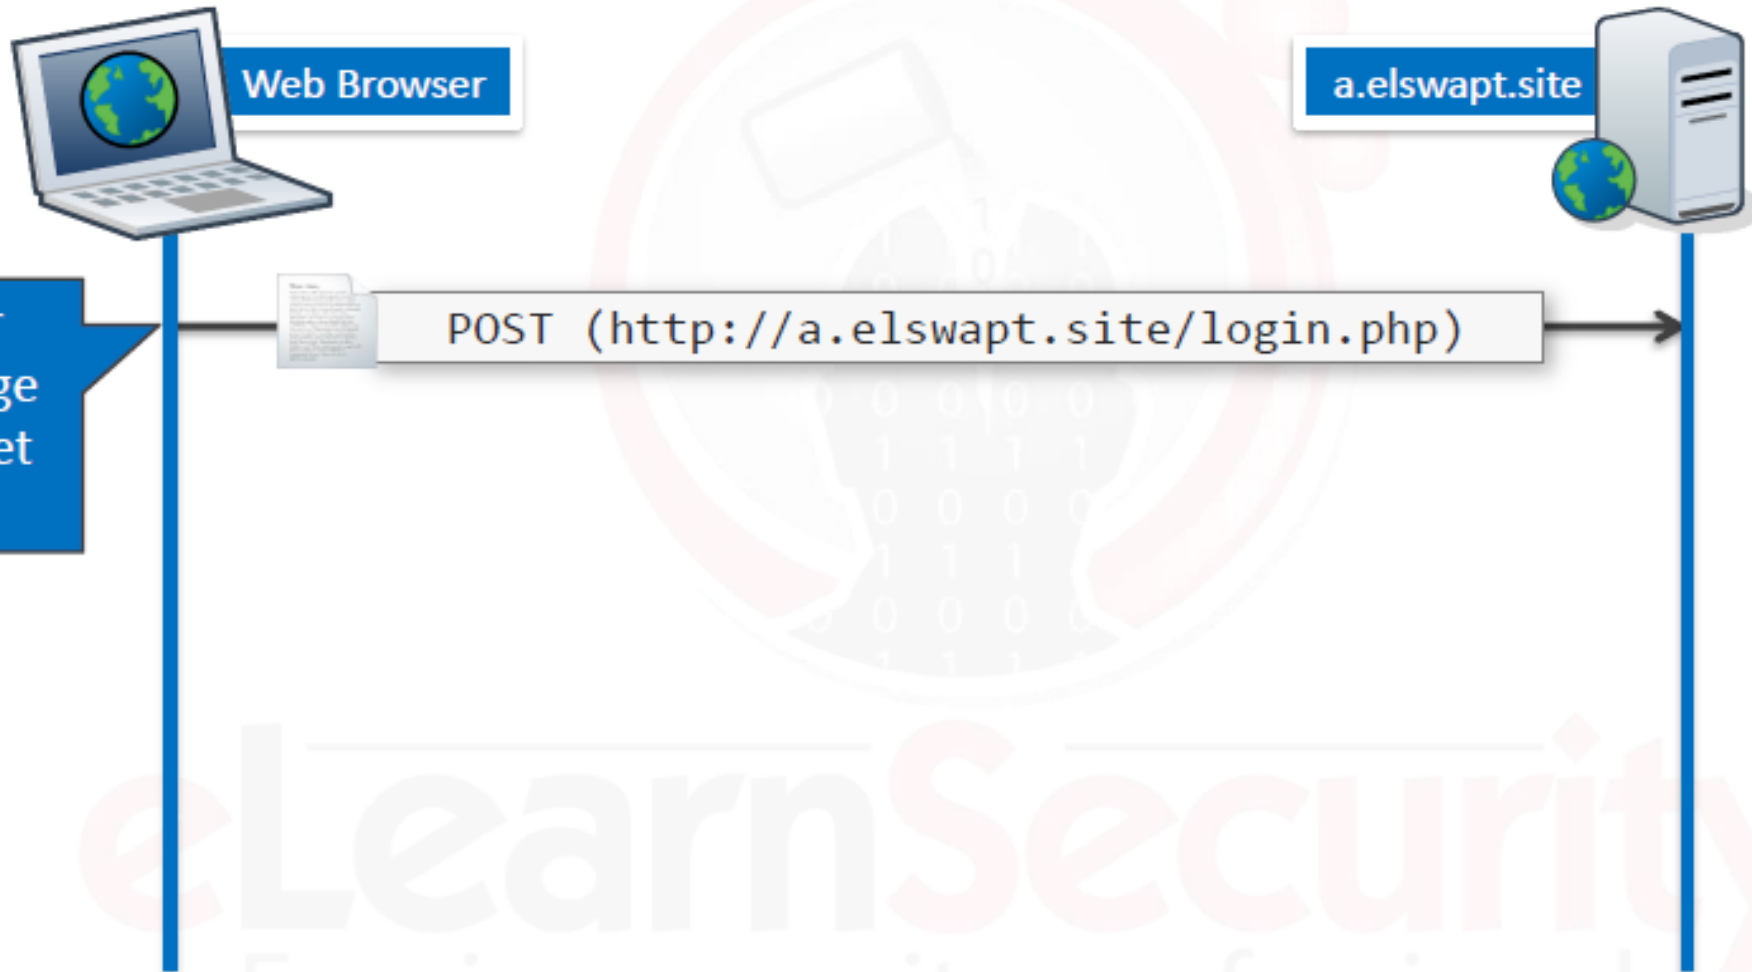 Web Browser
a.elswapt.site
POST (http://a.elswapt.site/login.php)
ge
et
eLearnSecurity